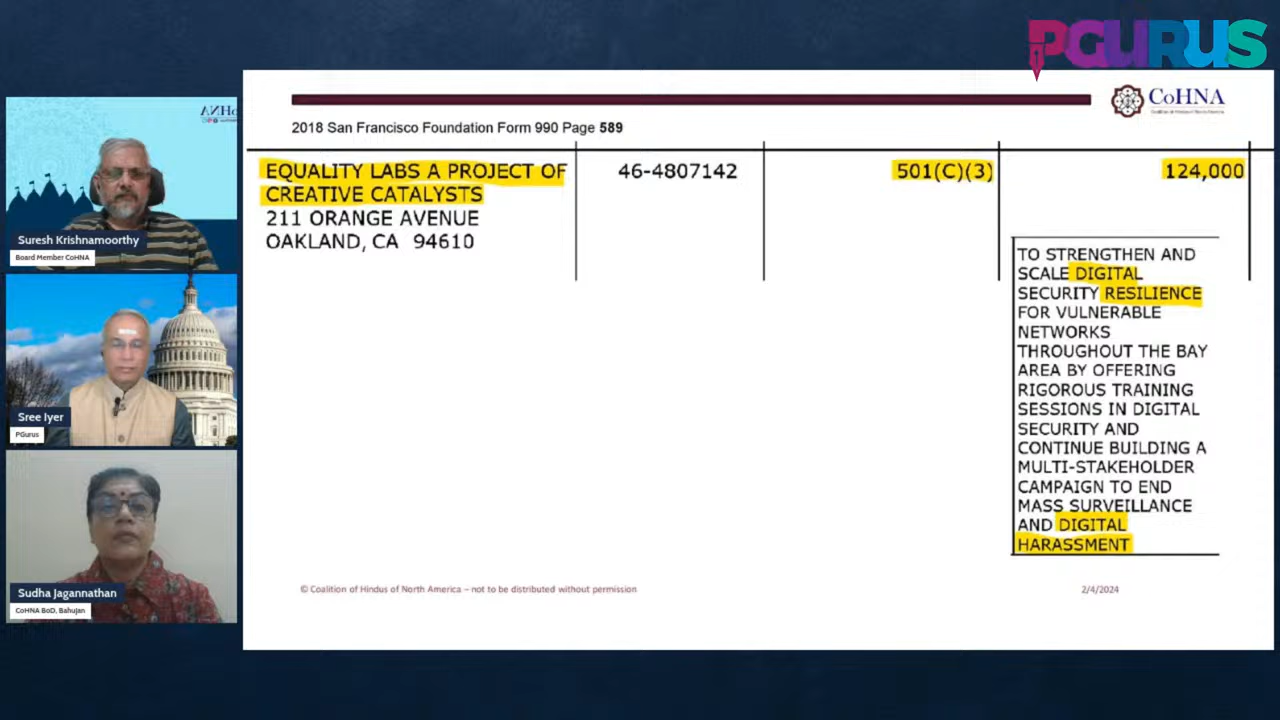 PGURUS
CoHNA
2018 San Francisco Foundation Form 990 Page 589
EQUALITY LABS A PROJECT OF
CREATIVE CATALYSTS
211 ORANGE AVENUE
OAKLAND, CA 94610
46-4807142
501(C)(3)
124,000
TO STRENGTHEN AND
SCALE DIGITAL
SECURITY RESILIENCE
FOR VULNERABLE
NETWORKS
THROUGHOUT THE BAY
AREA BY OFFERING
RIGOROUS TRAINING
SESSIONS IN DIGITAL
SECURITY AND
CONTINUE BUILDING A
MULTI-STAKEHOLDER
CAMPAIGN TO END
MASS SURVEILLANCE
AND DIGITAL
HARASSMENT
© Coalition of Hindus of North America – not to be distributed without permission
2/4/2024
CoHNA
Suresh Krishnamoorthy
Board Member CoHNA
Sree Iyer
PGurus
Sudha Jagannathan
CoHNA BoD, Bahujan